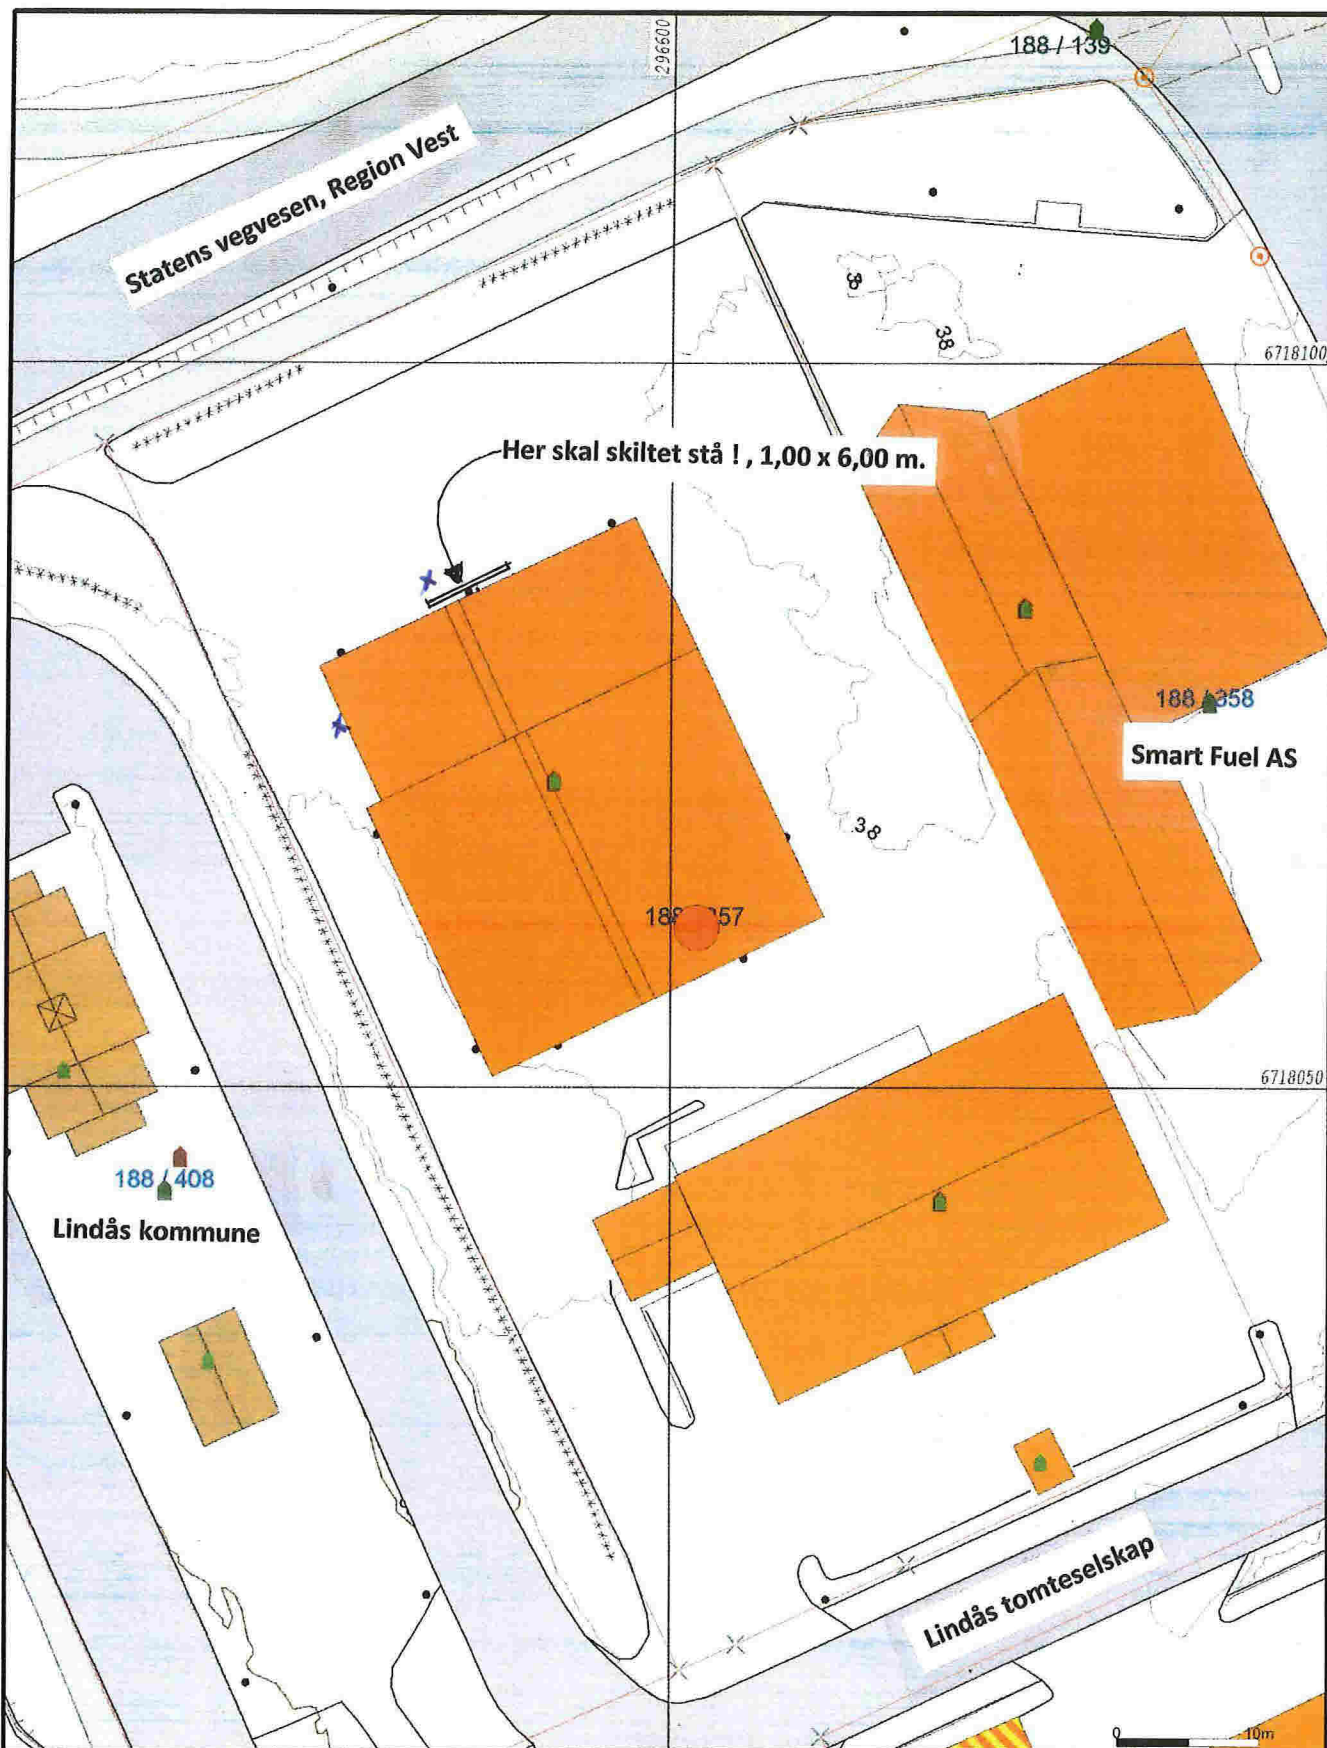 296600
188 / 139
Statens vegvesen, Region Vest
38
38
6718100
Her skal skiltet stå ! , 1,00 x 6,00 m.
188 / 358
Smart Fuel AS
38
6718050
188 / 408
Lindås kommune
Lindås tomteselskap
0 10m